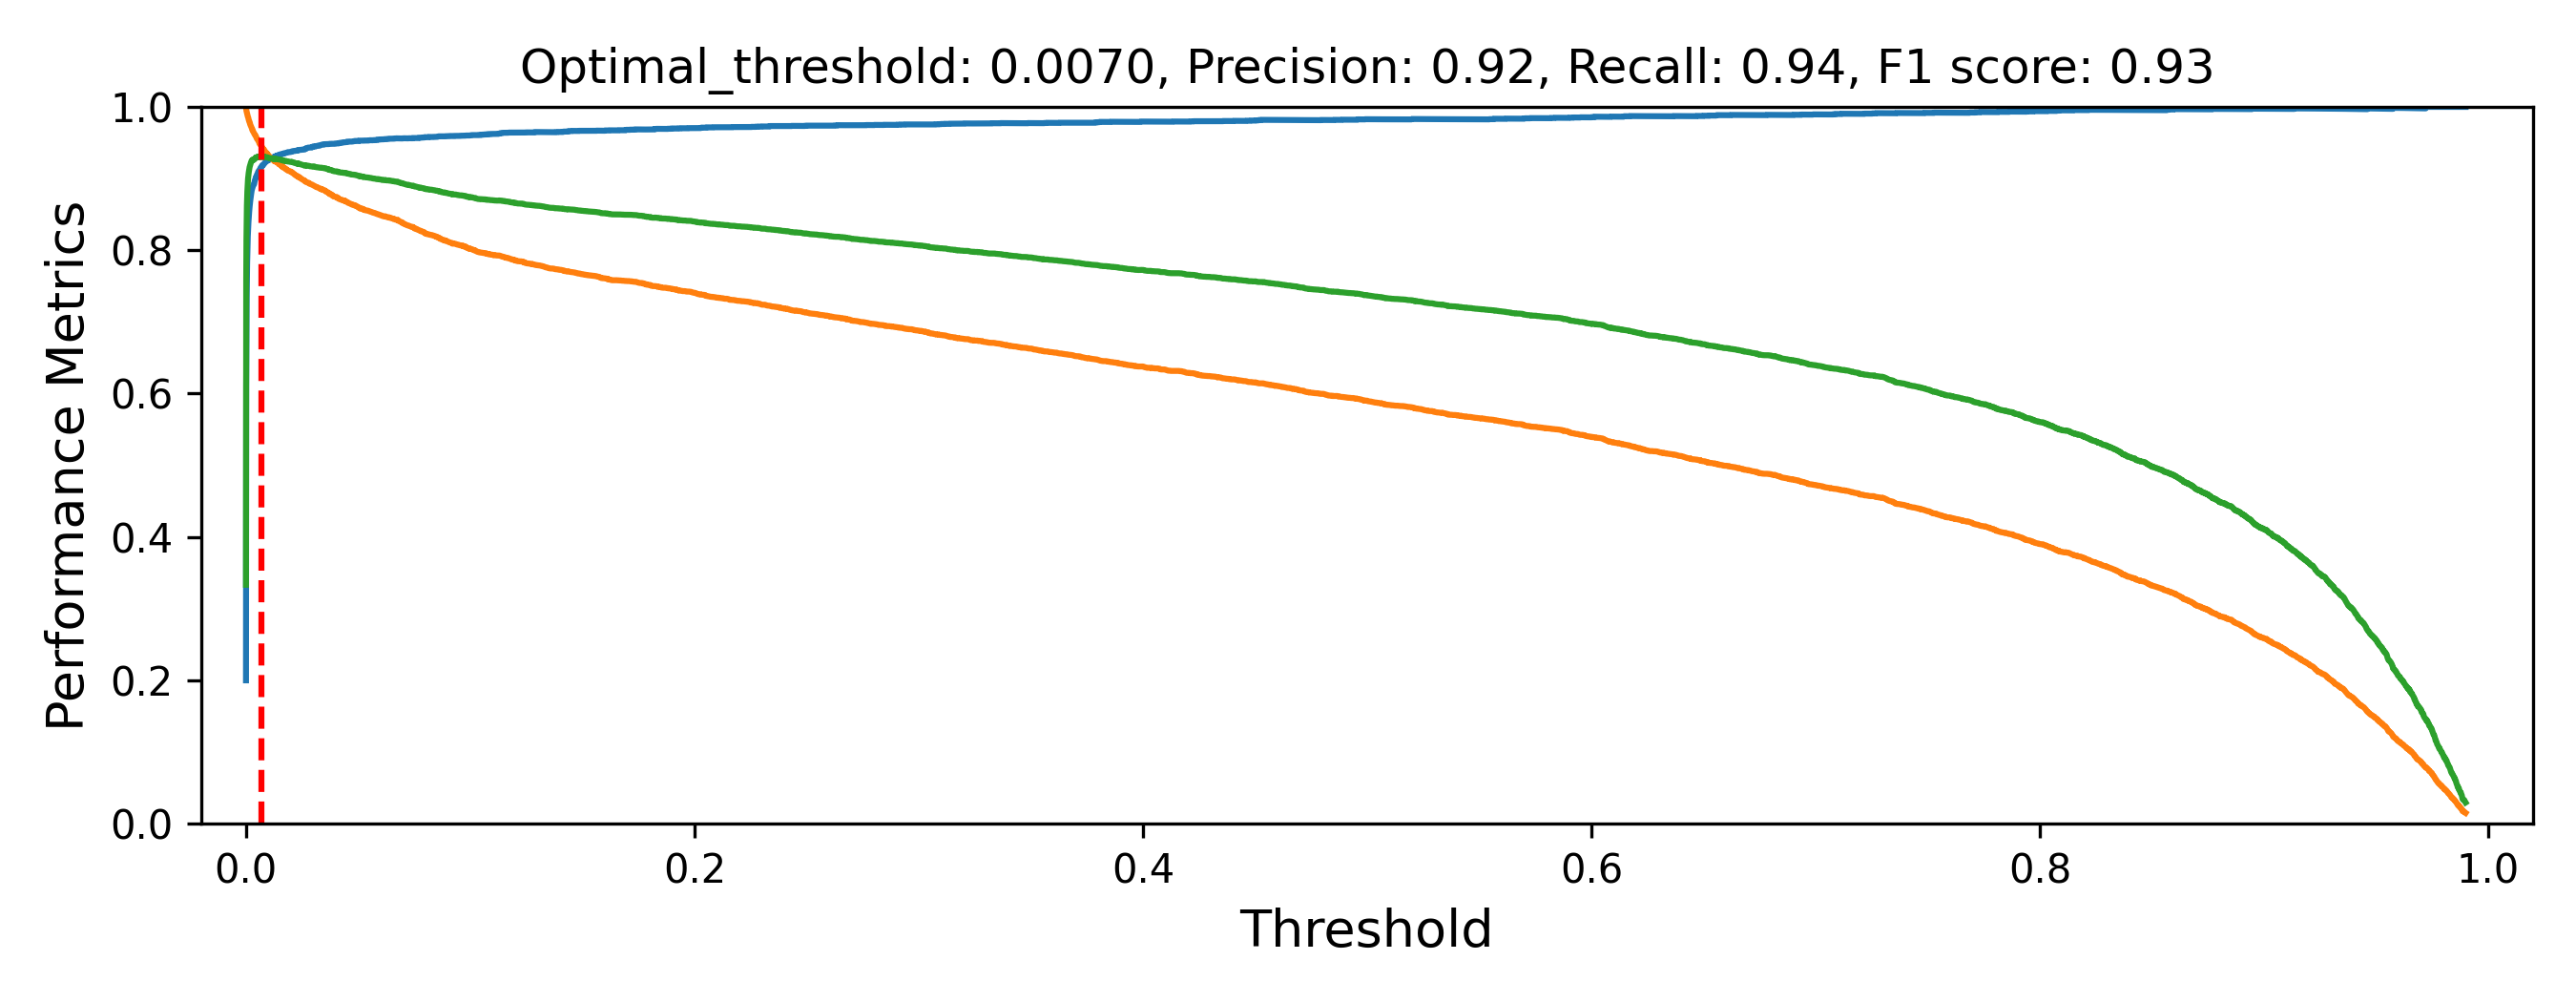 Optimal_threshold: 0.0070, Precision: 0.92, Recall: 0.94, F1 score: 0.93
1.0
0.8
0.6
0.4
0.2
0.0
Performance Metrics
0.0 0.2 0.4 0.6 0.8 1.0
Threshold